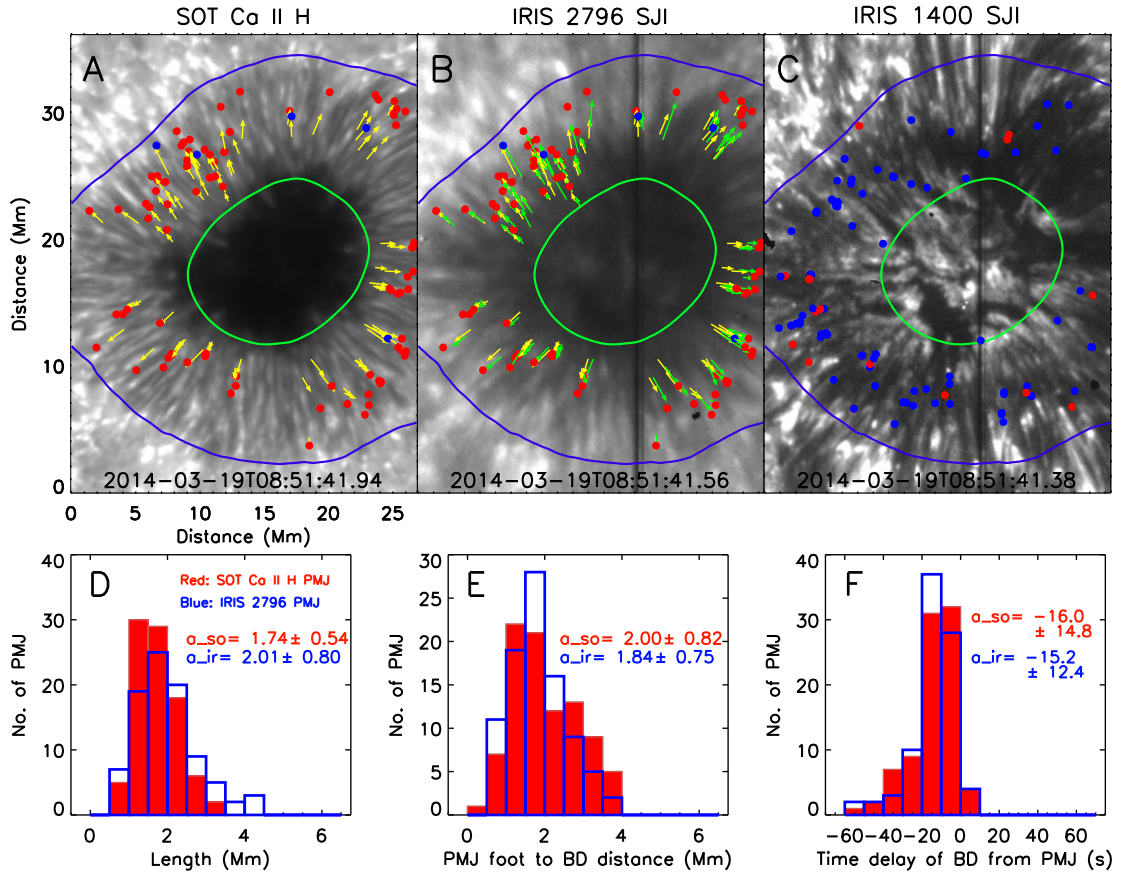 SOT Ca II H
IRIS 2796 SJI
IRIS 1400 SJI
A
B
C
30
20
10
0
Distance (Mm)
2014-03-19T08:51:41.94
2014-03-19T08:51:41.56
2014-03-19T08:51:41.38
0 5 10 15 20 25
Distance (Mm)
D
Red: SOT Ca II H PMJ
Blue: IRIS 2796 PMJ
a_so= 1.74± 0.54
a_ir= 2.01± 0.80
40
30
20
10
0
No. of PMJ
0 2 4 6
Length (Mm)
E
a_so= 2.00± 0.82
a_ir= 1.84± 0.75
25
20
15
10
5
0
No. of PMJ
0 2 4 6
PMJ foot to BD distance (Mm)
F
a_so= -16.0
± 14.8
a_ir= -15.2
± 12.4
40
30
20
10
0
No. of PMJ
-60 -40 -20 0 20 40 60
Time delay of BD from PMJ (s)